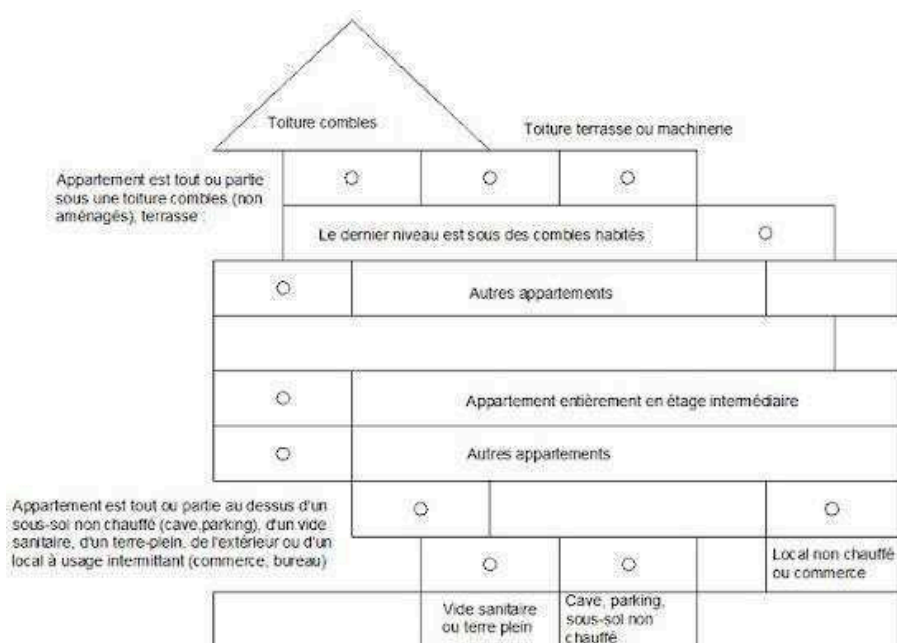 Toiture combles
Toiture terrasse ou machinerie
Appartement est tout ou partie
sous une toiture combles (non
aménagés), terrasse :
Le dernier niveau est sous des combles habités
Autres appartements
Appartement entièrement en étage intermédiaire
Autres appartements
Appartement est tout ou partie au dessus d'un
sous-sol non chauffé (cave,parking), d'un vide
sanitaire, d'un terre-plein, de l'extérieur ou d'un
local à usage intermittant (commerce, bureau)
Local non chauffé
ou commerce
Vide sanitaire
ou terre plein
Cave, parking,
sous-sol non
chauffé